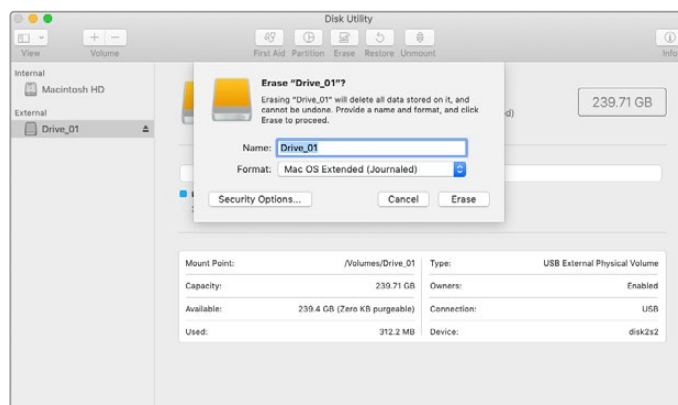 Disk Utility
View Volume First Aid Partition Erase Restore Unmount Info
Internal
Macintosh HD
External
Drive_01
Erase "Drive_01"?
Erasing "Drive_01" will delete all data stored on it, and
cannot be undone. Provide a name and format, and click
Erase to proceed.
d)
239.71 GB
Name: Drive_01
Format: Mac OS Extended (Journaled)
Security Options... Cancel Erase
Mount Point: /Volumes/Drive_01 Type: USB External Physical Volume
Capacity: 239.71 GB Owners: Enabled
Available: 239.4 GB (Zero KB purgeable) Connection: USB
Used: 312.2 MB Device: disk2s2